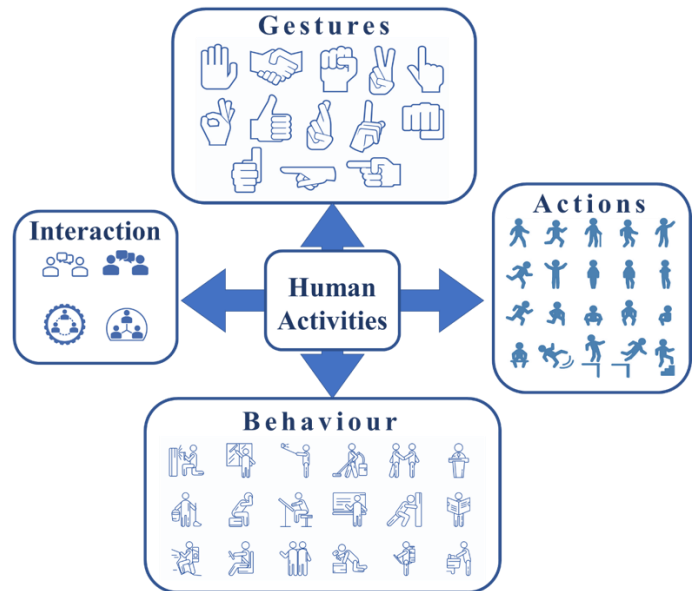 Gestures
Interaction
Actions
Human
Activities
Behaviour